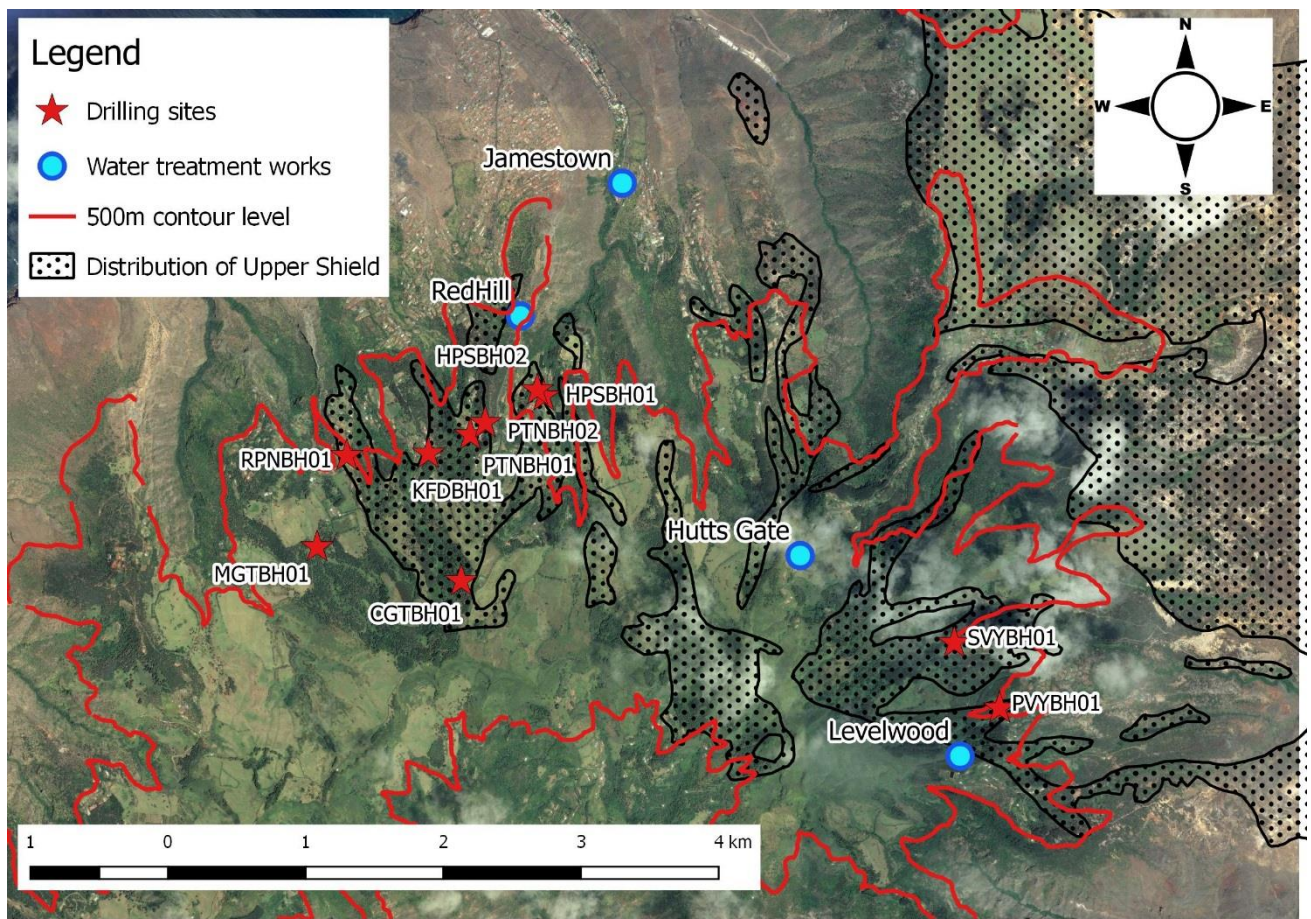 Legend
Drilling sites
Water treatment works
500m contour level
Distribution of Upper Shield
N
W E
S
Jamestown
RedHill
HPSBH02
HPSBH01
PTNBH02
RPNBH01
PTNBH01
KFDBH01
Hutts Gate
MGTBH01
CGTBH01
SVYBH01
PVYBH01
Levelwood
1 0 1 2 3 4 km